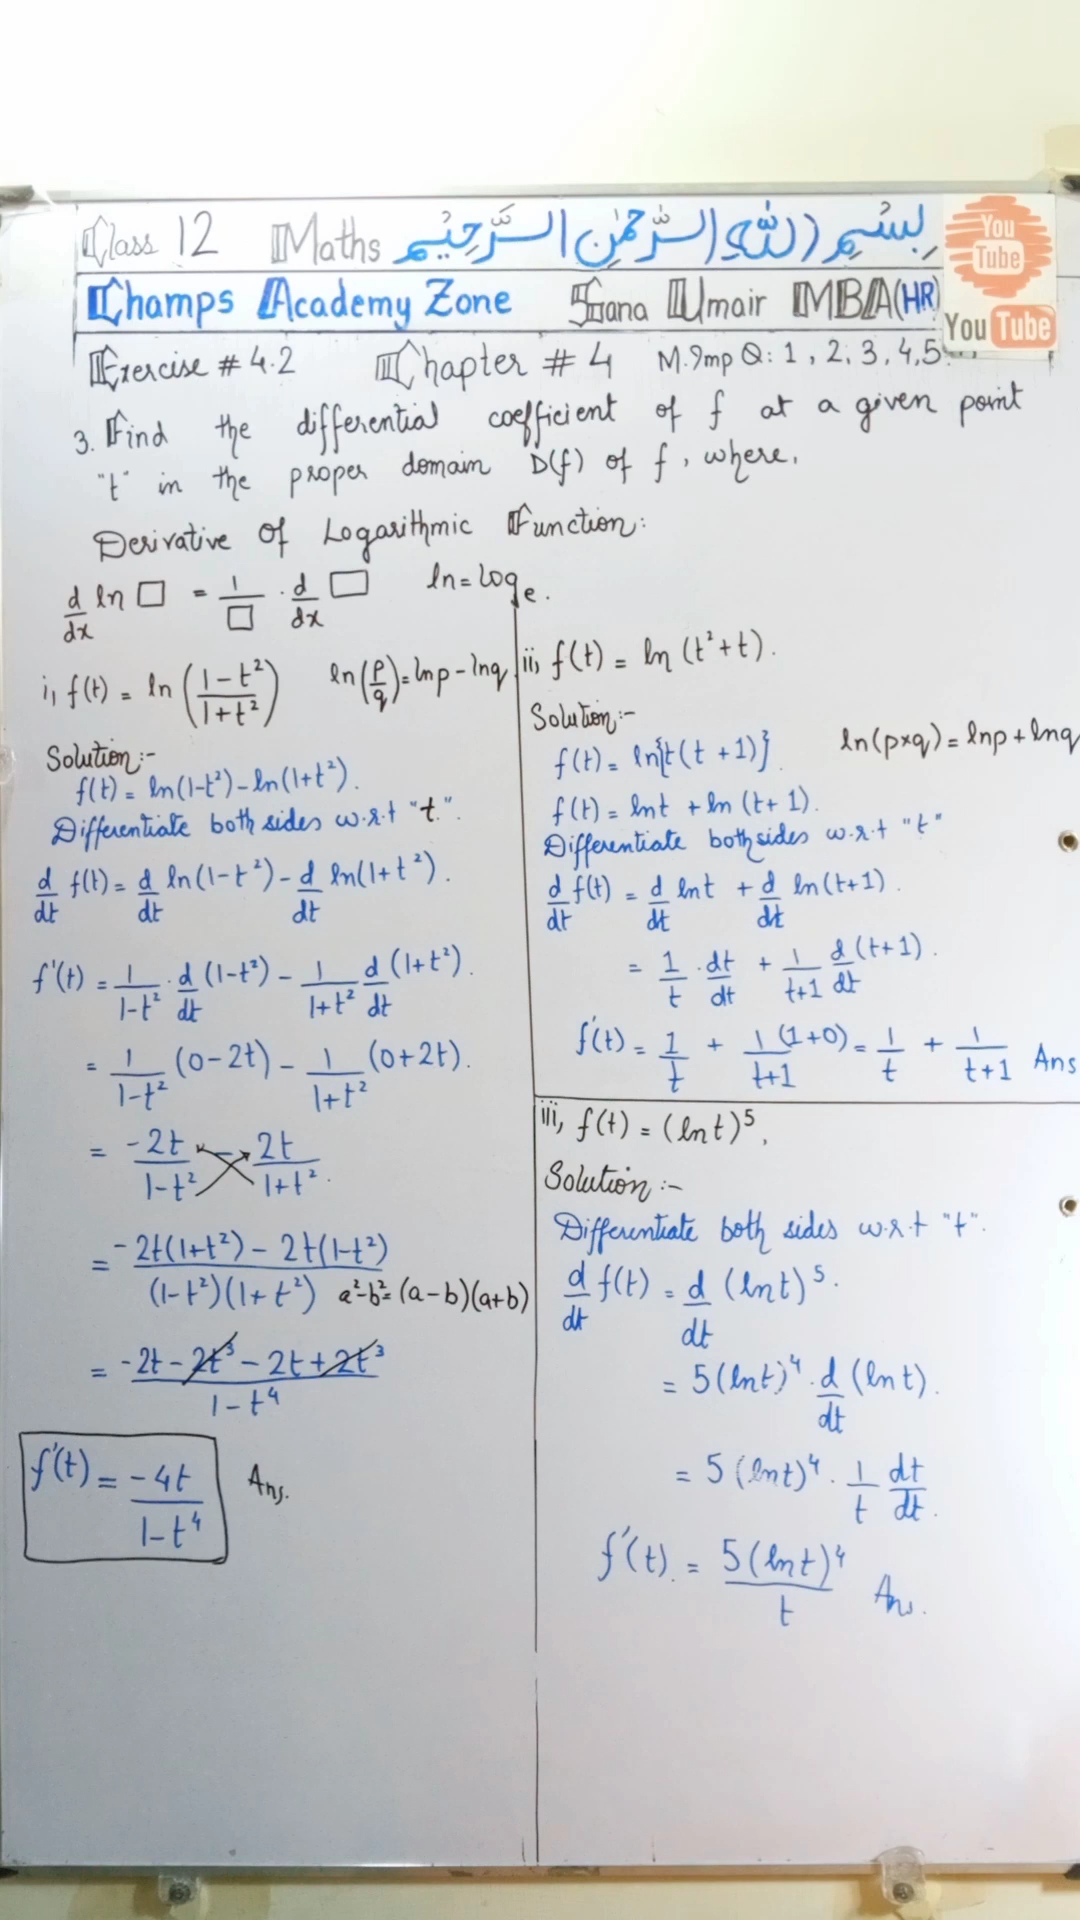 Class 12 Maths بِسْمِ اللهِ الرَّحْمٰنِ الرَّحِيْمِ
You
Tube
Champs Academy Zone Sana Umair MBA(HR)
You Tube
Exercise # 4.2 Chapter # 4 M.Imp Q: 1, 2, 3, 4, 5
3. Find the differential coefficient of f at a given point
"t" in the proper domain D(f) of f, where,
Derivative of Logarithmic Function:
d/dx ln □ = 1/□ · d/dx □ ln = log_e.
i, f(t) = ln((1-t²)/(1+t²)) ln(p/q) = lnp - lnq
Solution:-
f(t) = ln(1-t²) - ln(1+t²).
Differentiate both sides w.r.t "t".
d/dt f(t) = d/dt ln(1-t²) - d/dt ln(1+t²).
f'(t) = 1/(1-t²) · d/dt (1-t²) - 1/(1+t²) d/dt (1+t²).
= 1/(1-t²) (0-2t) - 1/(1+t²) (0+2t).
= -2t/(1-t²) - 2t/(1+t²).
= (-2t(1+t²) - 2t(1-t²))/((1-t²)(1+t²)) a²-b² = (a-b)(a+b)
= (-2t - 2t³ - 2t + 2t³)/(1-t⁴)
f'(t) = -4t/(1-t⁴) Ans.
ii, f(t) = ln(t²+t).
Solution:-
f(t) = ln{t(t+1)}. ln(p×q) = lnp + lnq
f(t) = lnt + ln(t+1).
Differentiate both sides w.r.t "t"
d/dt f(t) = d/dt lnt + d/dt ln(t+1).
= 1/t · dt/dt + 1/(t+1) d/dt (t+1).
f'(t) = 1/t + 1/(t+1) (1+0) = 1/t + 1/(t+1) Ans
iii, f(t) = (lnt)⁵.
Solution:-
Differentiate both sides w.r.t "t".
d/dt f(t) = d/dt (lnt)⁵.
= 5(lnt)⁴ · d/dt (lnt).
= 5(lnt)⁴ · 1/t dt/dt.
f'(t) = 5(lnt)⁴/t Ans.